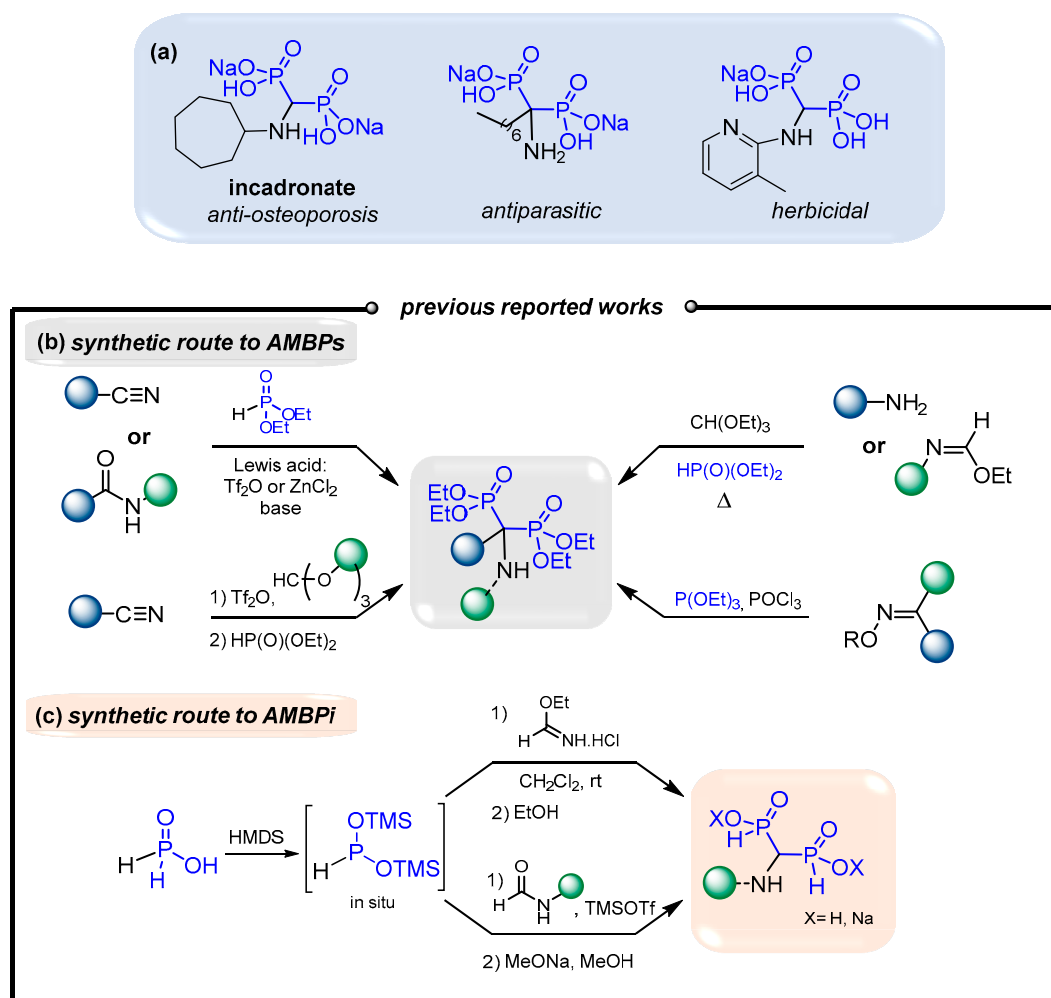 (a)
NaO
O
HO
P
P
O
ONa
HO
NH
incadronate
anti-osteoporosis
NaO
O
HO
P
P
O
ONa
OH
6
NH2
antiparasitic
NaO
O
HO
P
P
O
OH
HO
N
NH
herbicidal
previous reported works
(b) synthetic route to AMBPs
C≡N
or
O
N
H
O
H P OEt
OEt
Lewis acid:
Tf2O or ZnCl2
base
C≡N
1) Tf2O, HC(O )3
2) HP(O)(OEt)2
EtO O
EtO P P O
OEt
OEt
NH
CH(OEt)3
HP(O)(OEt)2
Δ
NH2
or
H
N
OEt
P(OEt)3, POCl3
N
RO
(c) synthetic route to AMBPi
O
H P OH
H
HMDS
OTMS
H P OTMS
in situ
OEt
1) H NH.HCl
CH2Cl2, rt
2) EtOH
O
1) H N
H , TMSOTf
2) MeONa, MeOH
XO O
H P P O
OX
H
NH
X= H, Na